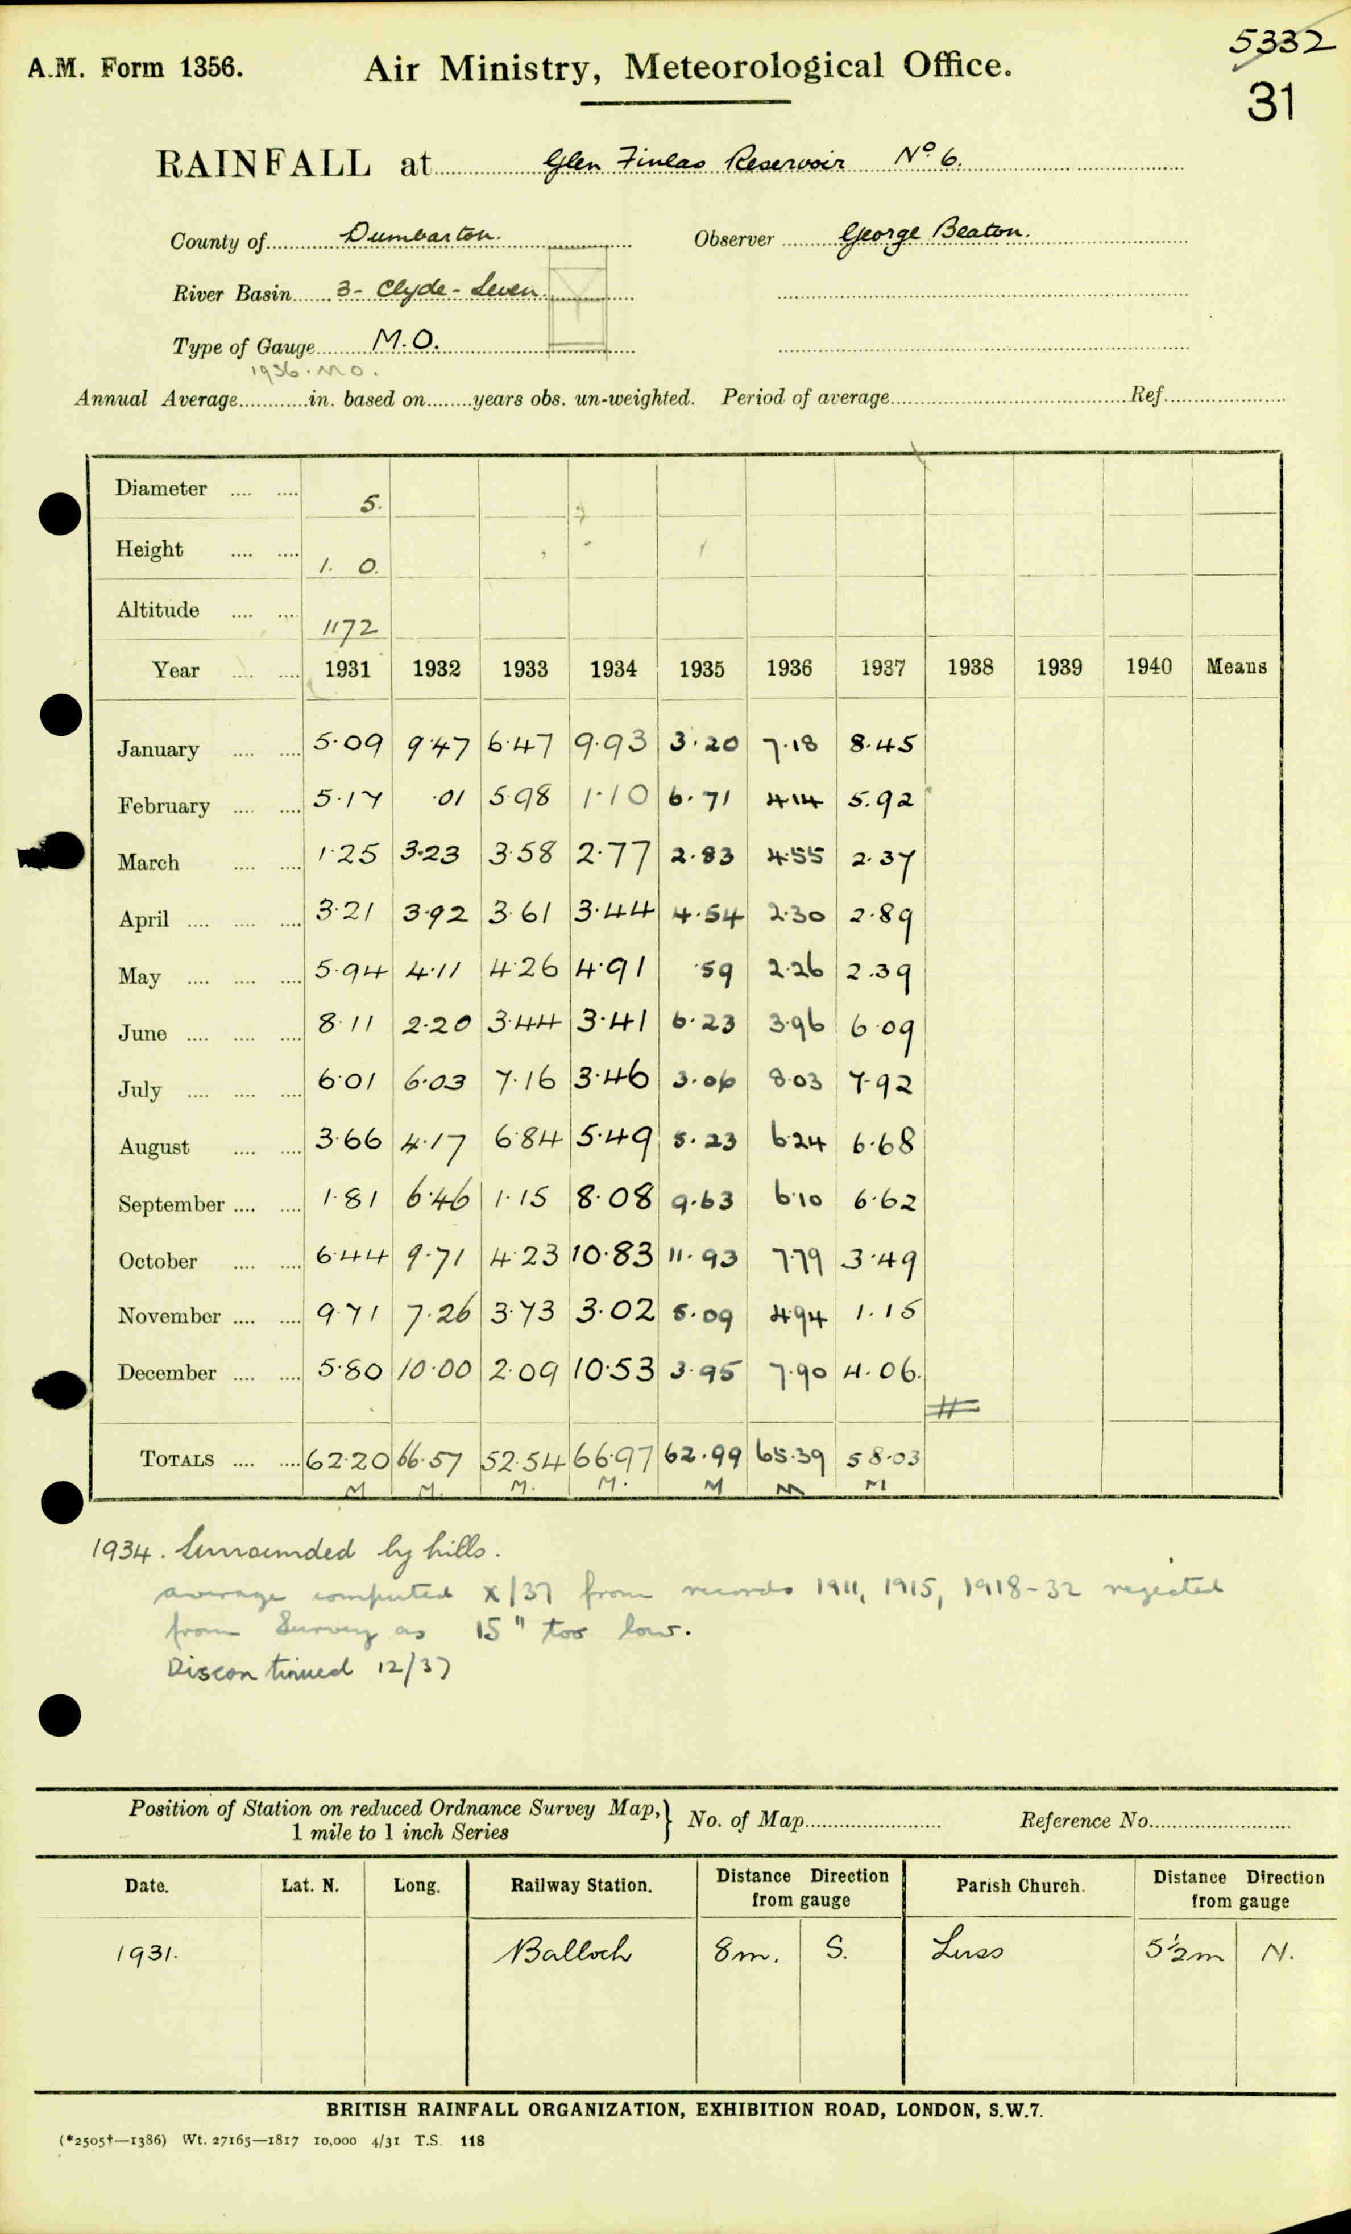 5332
A.M. Form 1356. Air Ministry, Meteorological Office.
31
RAINFALL at Glen Finlas Reservoir No 6.
County of Dumbarton. Observer George Beaton.
River Basin 3 - Clyde - Leven.
Type of Gauge M.O.
1936. M O.
Annual Average in. based on years obs. un-weighted. Period of average Ref.
Diameter 5.
Height 1. 0.
Altitude 1172
Year 1931 1932 1933 1934 1935 1936 1937 1938 1939 1940 Means
January 5.09 9.47 6.47 9.93 3.20 7.18 8.45
February 5.17 .01 5.98 1.10 6.71 4.14 5.92
March 1.25 3.23 3.58 2.77 2.83 4.55 2.37
April 3.21 3.92 3.61 3.44 4.54 2.30 2.89
May 5.94 4.11 4.26 4.91 .59 2.26 2.39
June 8.11 2.20 3.44 3.41 6.23 3.96 6.09
July 6.01 6.03 7.16 3.46 3.06 8.03 7.92
August 3.66 4.17 6.84 5.49 5.23 6.24 6.68
September 1.81 6.46 1.15 8.08 9.63 6.10 6.62
October 6.44 9.71 4.23 10.83 11.93 7.79 3.49
November 9.71 7.26 3.73 3.02 5.09 4.94 1.15
December 5.80 10.00 2.09 10.53 3.95 7.90 4.06.
TOTALS 62.20 66.57 52.54 66.97 62.99 65.39 58.03
M M. M. M. M M M
1934. Surrounded by hills.
average computed X/37 from records 1911, 1915, 1918-32 rejected
from Survey as 15" too low.
Discontinued 12/37
Position of Station on reduced Ordnance Survey Map, 1 mile to 1 inch Series } No. of Map Reference No.
Date. Lat. N. Long. Railway Station. Distance Direction from gauge Parish Church. Distance Direction from gauge
1931. Balloch 8m. S. Luss 5½m N.
BRITISH RAINFALL ORGANIZATION, EXHIBITION ROAD, LONDON, S.W.7.
(*2505†—1386) Wt. 27165—1817 10,000 4/31 T.S. 118